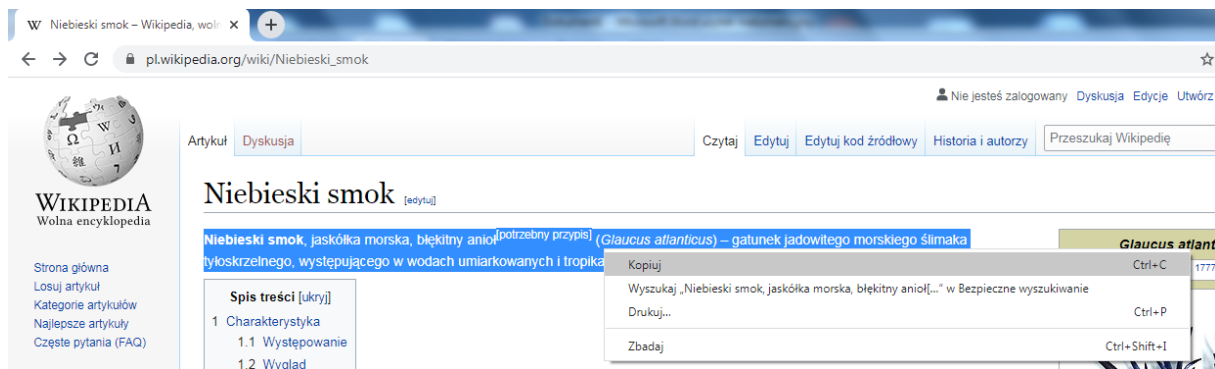 Niebieski smok – Wikipedia, woln
pl.wikipedia.org/wiki/Niebieski_smok
Nie jesteś zalogowany Dyskusja Edycje Utwórz
Artykuł Dyskusja Czytaj Edytuj Edytuj kod źródłowy Historia i autorzy Przeszukaj Wikipedię
WIKIPEDIA
Wolna encyklopedia
Strona główna
Losuj artykuł
Kategorie artykułów
Najlepsze artykuły
Częste pytania (FAQ)
Niebieski smok [edytuj]
Niebieski smok, jaskółka morska, błękitny anioł[potrzebny przypis] (Glaucus atlanticus) – gatunek jadowitego morskiego ślimaka
tyłoskrzelnego, występującego w wodach umiarkowanych i tropika
Spis treści [ukryj]
1 Charakterystyka
1.1 Występowanie
1.2 Wygląd
Kopiuj Ctrl+C
Wyszukaj „Niebieski smok, jaskółka morska, błękitny anioł[..." w Bezpieczne wyszukiwanie
Drukuj... Ctrl+P
Zbadaj Ctrl+Shift+I
Glaucus atlant
1777